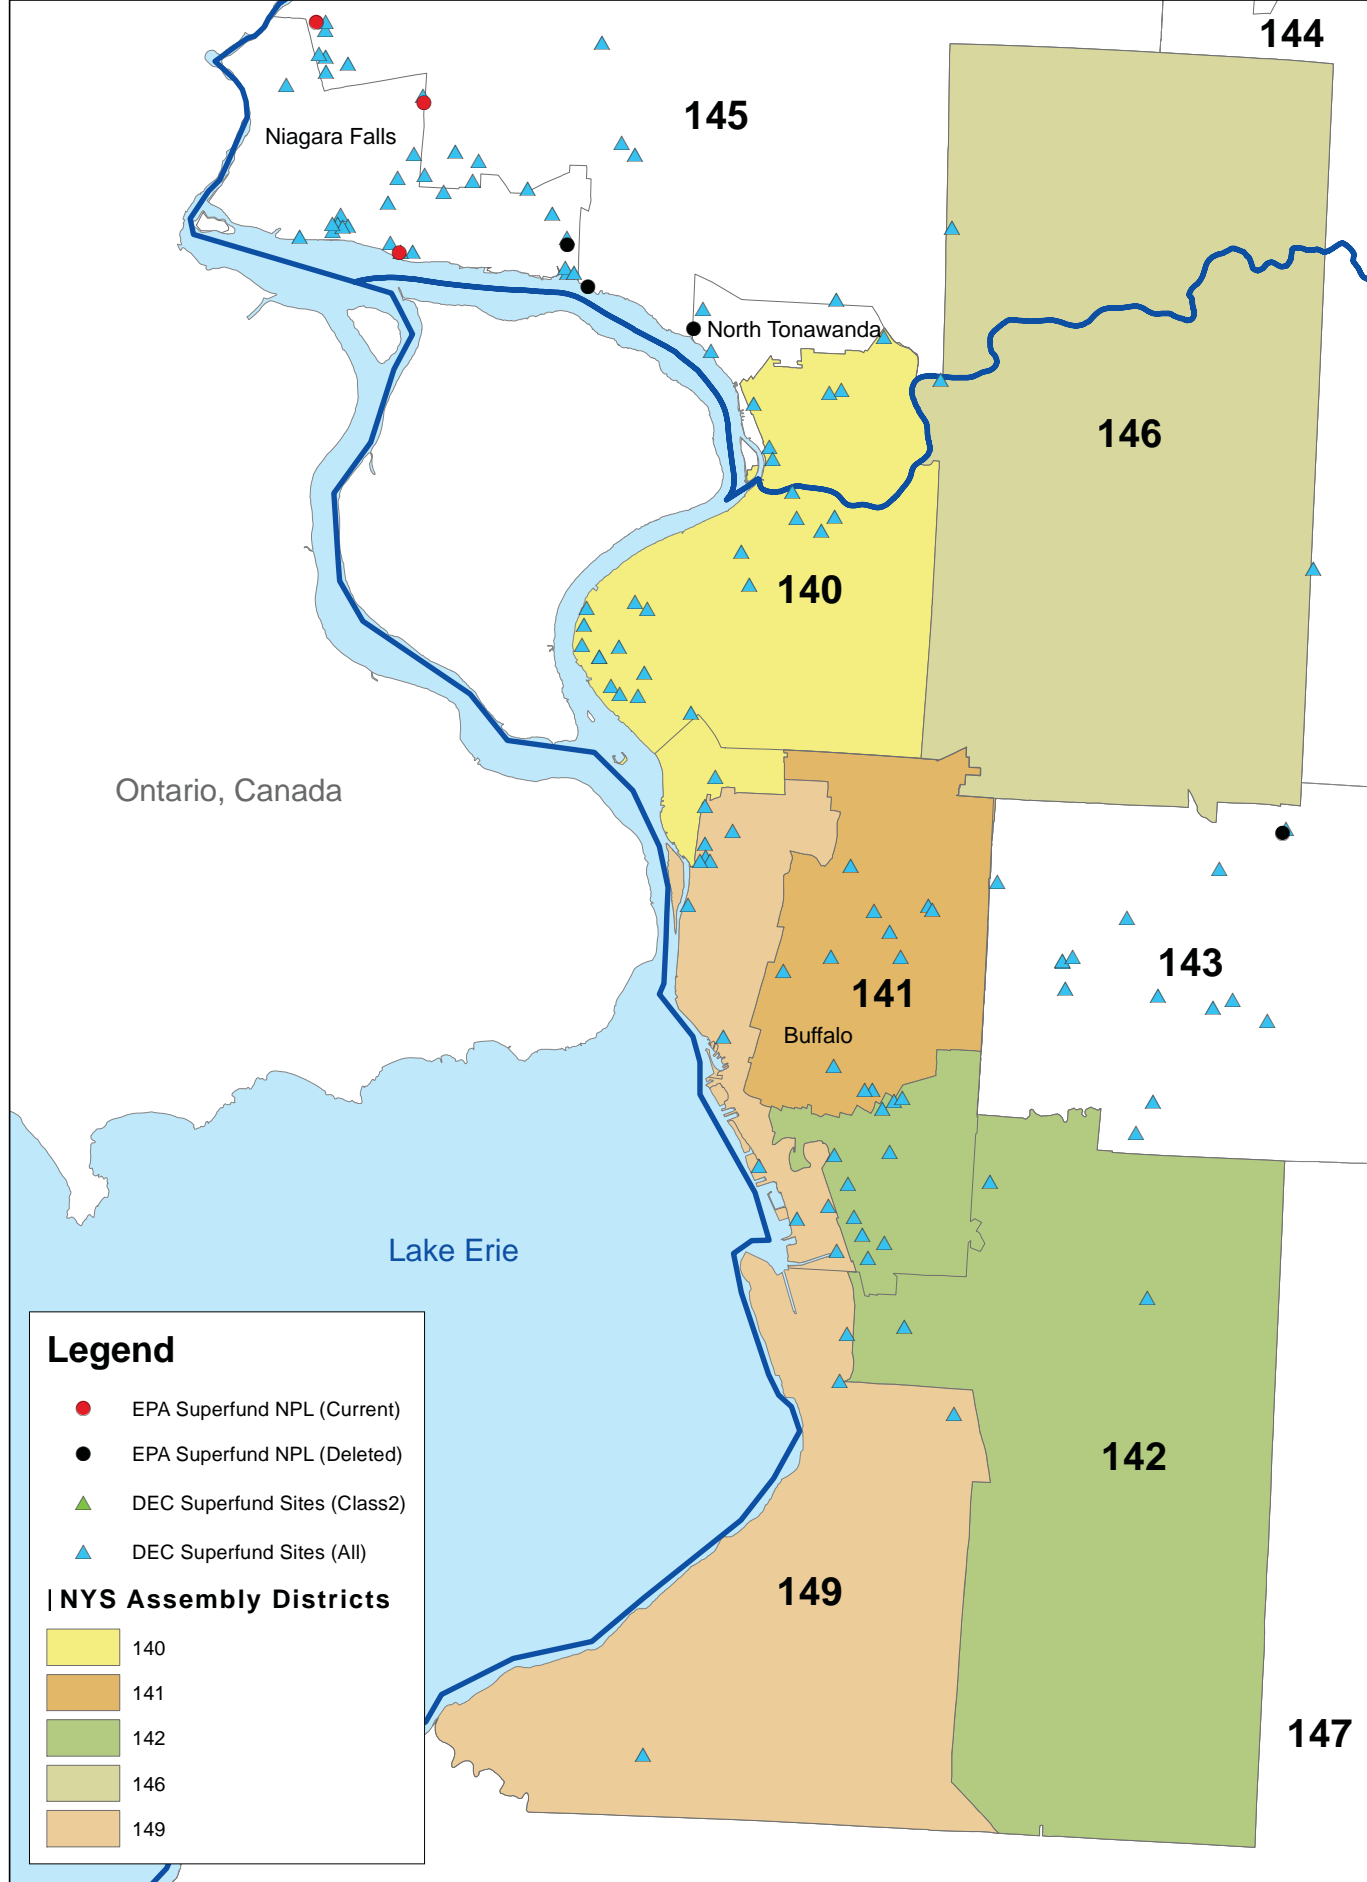 144
145
Niagara Falls
North Tonawanda
146
140
Ontario, Canada
143
141
Buffalo
Lake Erie
142
149
147
Legend
EPA Superfund NPL (Current)
EPA Superfund NPL (Deleted)
DEC Superfund Sites (Class2)
DEC Superfund Sites (All)
NYS Assembly Districts
140
141
142
146
149